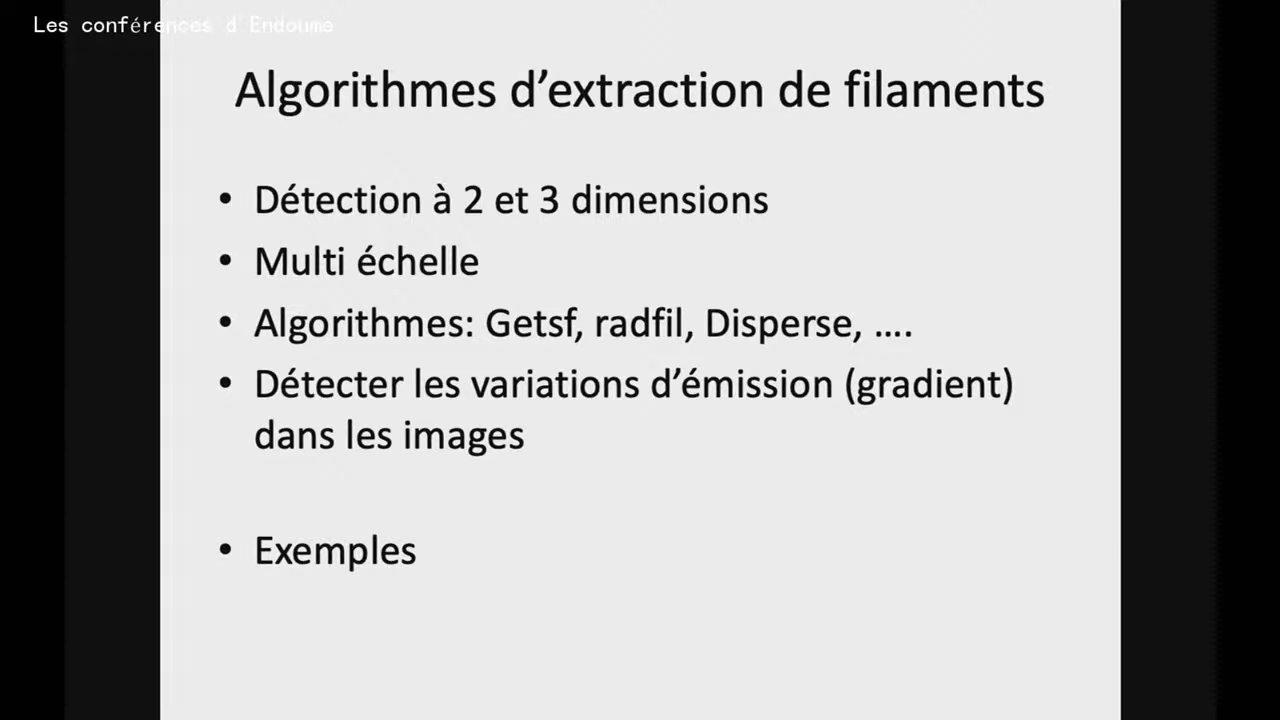 Les conférences d'Endoume
Algorithmes d’extraction de filaments
• Détection à 2 et 3 dimensions
• Multi échelle
• Algorithmes: Getsf, radfil, Disperse, ….
• Détecter les variations d’émission (gradient)
dans les images
• Exemples